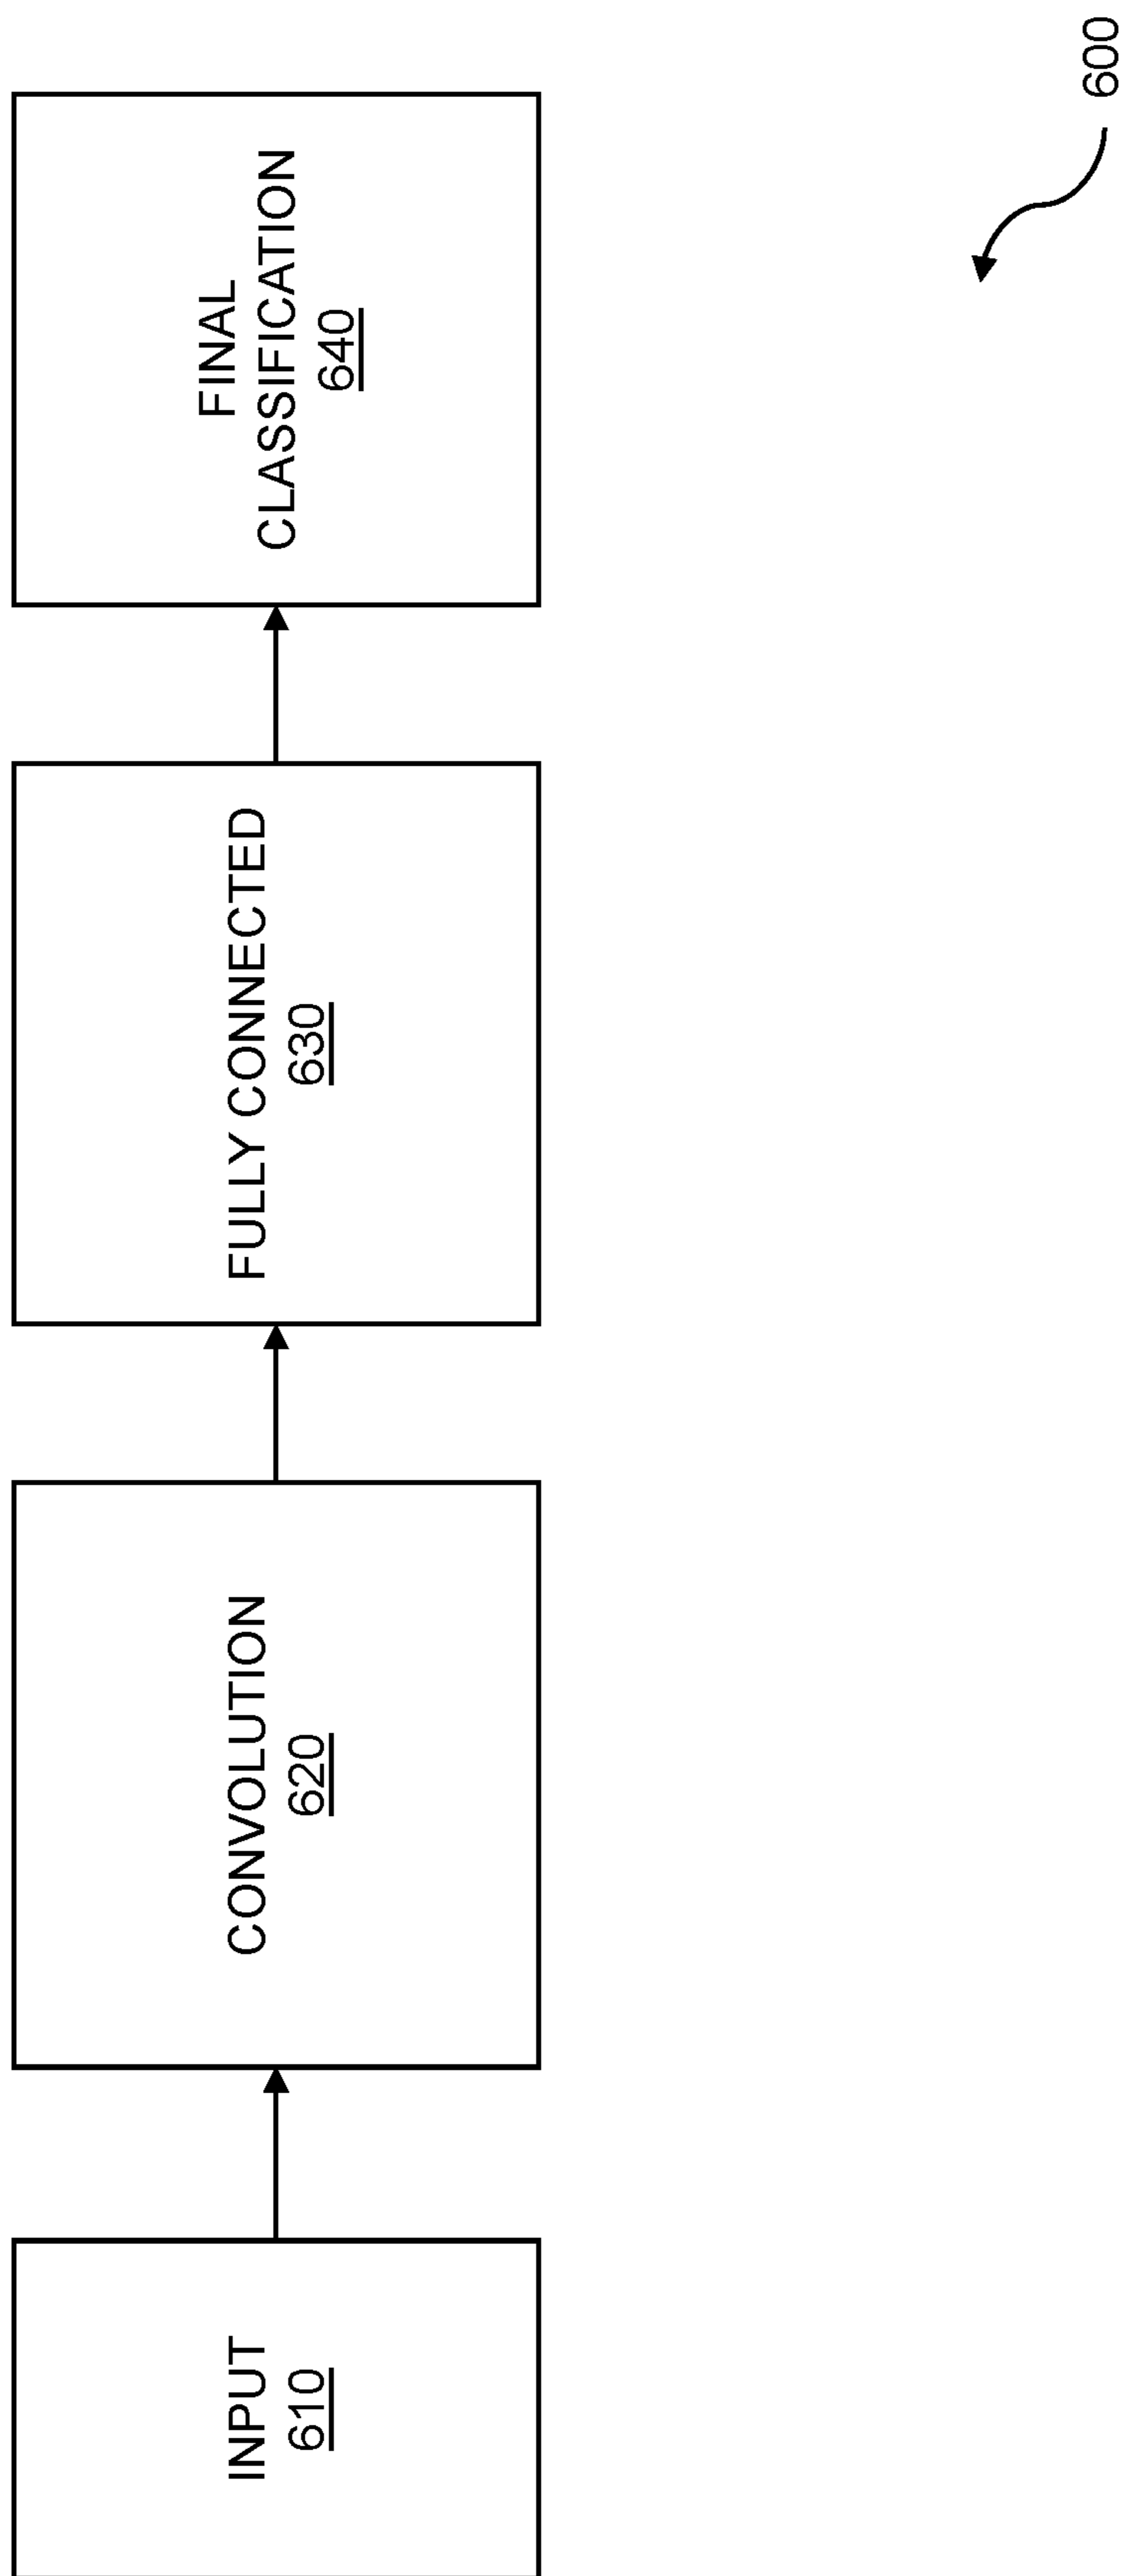 INPUT
610
CONVOLUTION
620
FULLY CONNECTED
630
FINAL
CLASSIFICATION
640
600